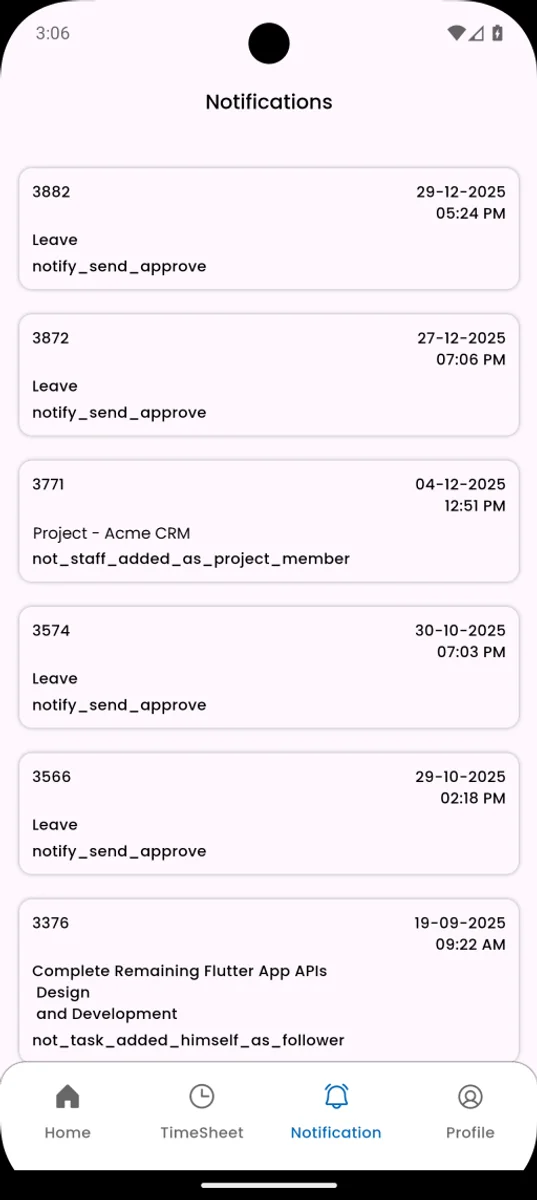 3:06
Notifications
3882
29-12-2025
05:24 PM
Leave
notify_send_approve
3872
27-12-2025
07:06 PM
Leave
notify_send_approve
3771
04-12-2025
12:51 PM
Project - Acme CRM
not_staff_added_as_project_member
3574
30-10-2025
07:03 PM
Leave
notify_send_approve
3566
29-10-2025
02:18 PM
Leave
notify_send_approve
3376
19-09-2025
09:22 AM
Complete Remaining Flutter App APIs
Design
and Development
not_task_added_himself_as_follower
Home
TimeSheet
Notification
Profile